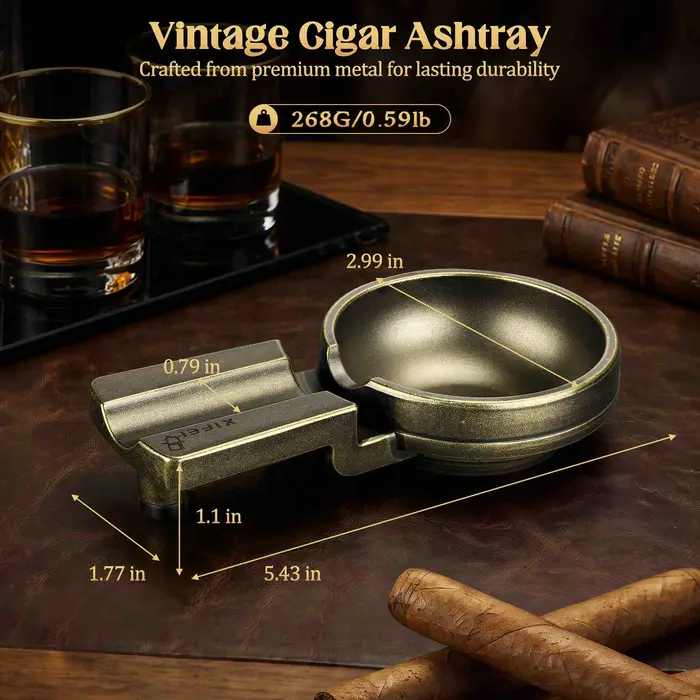 Vintage Cigar Ashtray
Crafted from premium metal for lasting durability
268G/0.59lb
2.99 in
0.79 in
XIFEI
1.1 in
1.77 in
5.43 in